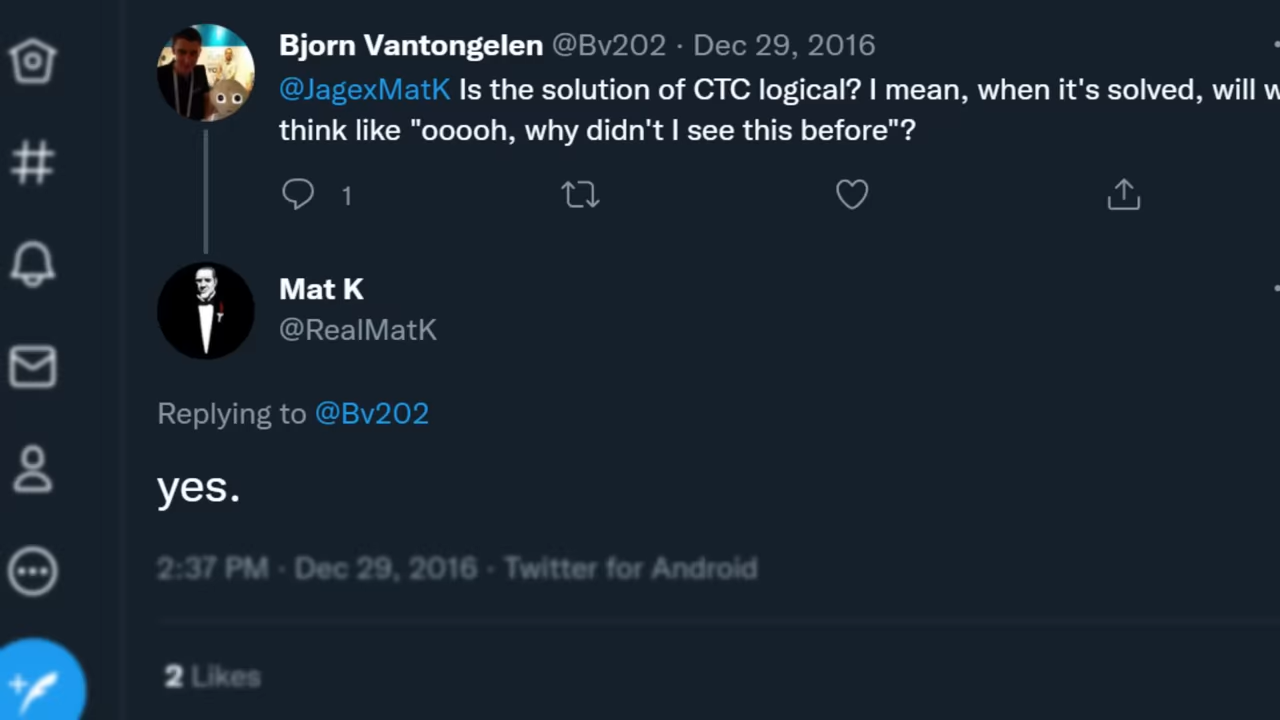 Bjorn Vantongelen @Bv202 · Dec 29, 2016
@JagexMatK Is the solution of CTC logical? I mean, when it's solved, will w
think like "ooooh, why didn't I see this before"?
1
Mat K
@RealMatK
Replying to @Bv202
yes.
2:37 PM · Dec 29, 2016 · Twitter for Android
2 Likes